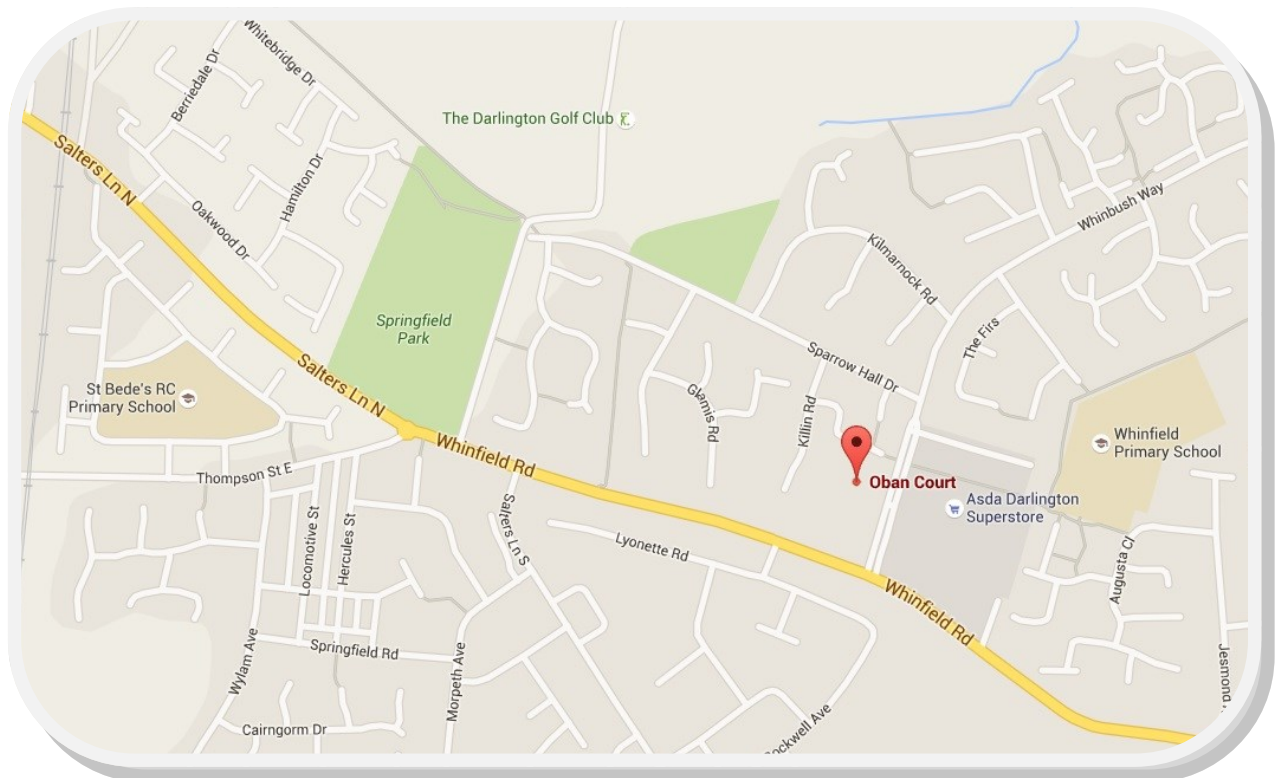 Whitebridge Dr
Berriedale Dr
The Darlington Golf Club
Salters Ln N
Hamilton Dr
Oakwood Dr
Whinbush Way
Kilmarnock Rd
Springfield
Park
The Firs
Sparrow Hall Dr
Salters Ln N
St Bede's RC
Primary School
Glamis Rd
Killin Rd
Whinfield Rd
Whinfield
Primary School
Thompson St E
Oban Court
Asda Darlington
Superstore
Locomotive St
Hercules St
Salters Ln S
Lyonette Rd
Augusta Cl
Whinfield Rd
Springfield Rd
Wylam Ave
Morpeth Ave
Jesmond
Cairngorm Dr
ockwell Ave